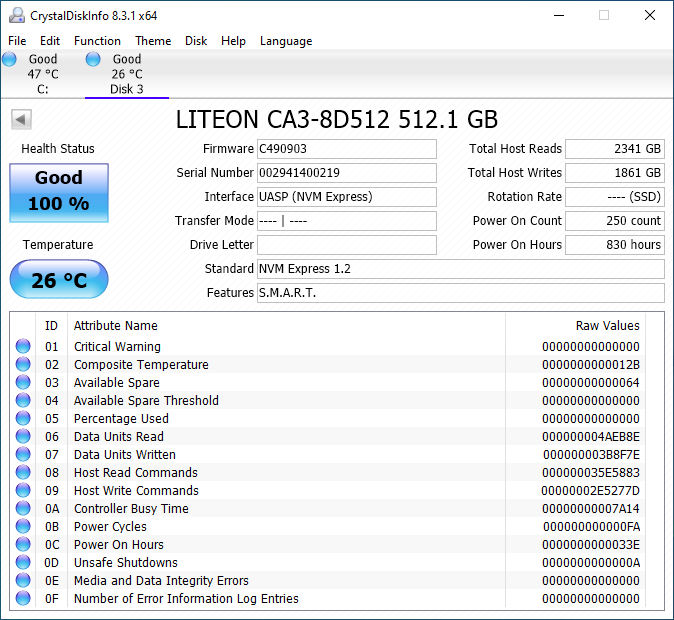 CrystalDiskInfo 8.3.1 x64
File Edit Function Theme Disk Help Language
Good Good
47 °C 26 °C
C: Disk 3
LITEON CA3-8D512 512.1 GB
Health Status
Good
100 %
Temperature
26 °C
Firmware C490903
Serial Number 002941400219
Interface UASP (NVM Express)
Transfer Mode ---- | ----
Drive Letter
Standard NVM Express 1.2
Features S.M.A.R.T.
Total Host Reads 2341 GB
Total Host Writes 1861 GB
Rotation Rate ---- (SSD)
Power On Count 250 count
Power On Hours 830 hours
ID Attribute Name Raw Values
01 Critical Warning 00000000000000
02 Composite Temperature 0000000000012B
03 Available Spare 00000000000064
04 Available Spare Threshold 00000000000000
05 Percentage Used 00000000000000
06 Data Units Read 000000004AEB8E
07 Data Units Written 000000003B8F7E
08 Host Read Commands 000000035E5883
09 Host Write Commands 00000002E5277D
0A Controller Busy Time 00000000007A14
0B Power Cycles 000000000000FA
0C Power On Hours 0000000000033E
0D Unsafe Shutdowns 0000000000000A
0E Media and Data Integrity Errors 00000000000000
0F Number of Error Information Log Entries 00000000000000